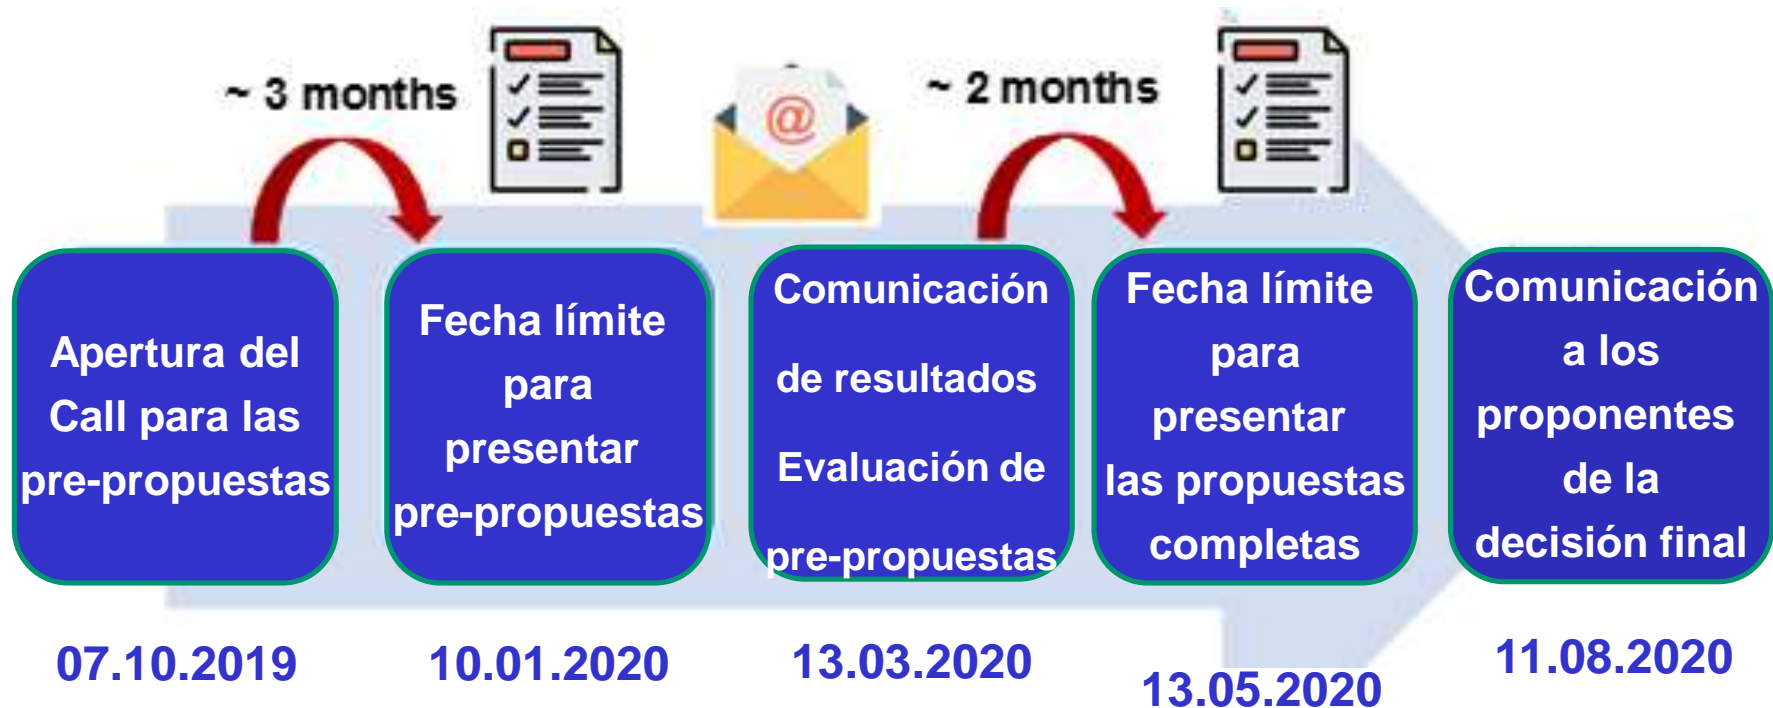 ~ 3 months
@
~ 2 months
Apertura del
Call para las
pre-propuestas
Fecha límite
para
presentar
pre-propuestas
Comunicación
de resultados
Evaluación de
pre-propuestas
Fecha límite
para
presentar
las propuestas
completas
Comunicación
a los
proponentes
de la
decisión final
07.10.2019
10.01.2020
13.03.2020
13.05.2020
11.08.2020